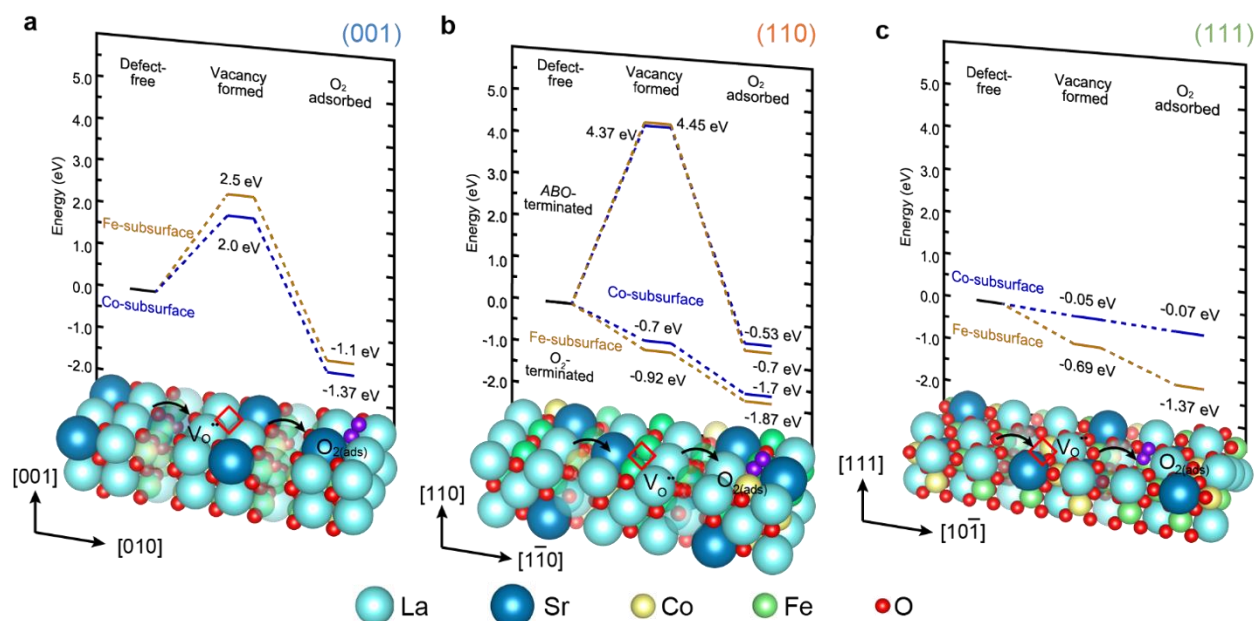 a
(001)
Defect-
free
Vacancy
formed
O₂
adsorbed
Energy (eV)
5.0
4.0
3.0
2.0
1.0
0.0
-1.0
-2.0
2.5 eV
Fe-subsurface
2.0 eV
Co-subsurface
-1.1 eV
-1.37 eV
V_O¨
O₂(ads)
[001]
[010]
b
(110)
Defect-
free
Vacancy
formed
O₂
adsorbed
Energy (eV)
5.0
4.0
3.0
2.0
1.0
0.0
-1.0
-2.0
4.37 eV
4.45 eV
ABO-
terminated
Co-subsurface
-0.7 eV
-0.53 eV
Fe-subsurface
-0.7 eV
O₂-
terminated
-0.92 eV
-1.7 eV
-1.87 eV
V_O¨
O₂(ads)
[110]
[11̄0]
c
(111)
Defect-
free
Vacancy
formed
O₂
adsorbed
Energy (eV)
5.0
4.0
3.0
2.0
1.0
0.0
-1.0
-2.0
Co-subsurface
-0.05 eV
-0.07 eV
Fe-subsurface
-0.69 eV
-1.37 eV
V_O¨
O₂(ads)
[111]
[101̄]
La
Sr
Co
Fe
O